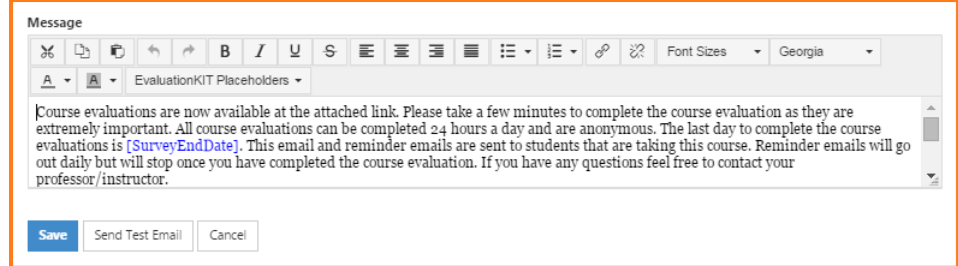 Message
B I U S Font Sizes Georgia
A A EvaluationKIT Placeholders
Course evaluations are now available at the attached link. Please take a few minutes to complete the course evaluation as they are
extremely important. All course evaluations can be completed 24 hours a day and are anonymous. The last day to complete the course
evaluations is [SurveyEndDate]. This email and reminder emails are sent to students that are taking this course. Reminder emails will go
out daily but will stop once you have completed the course evaluation. If you have any questions feel free to contact your
professor/instructor.
Save Send Test Email Cancel